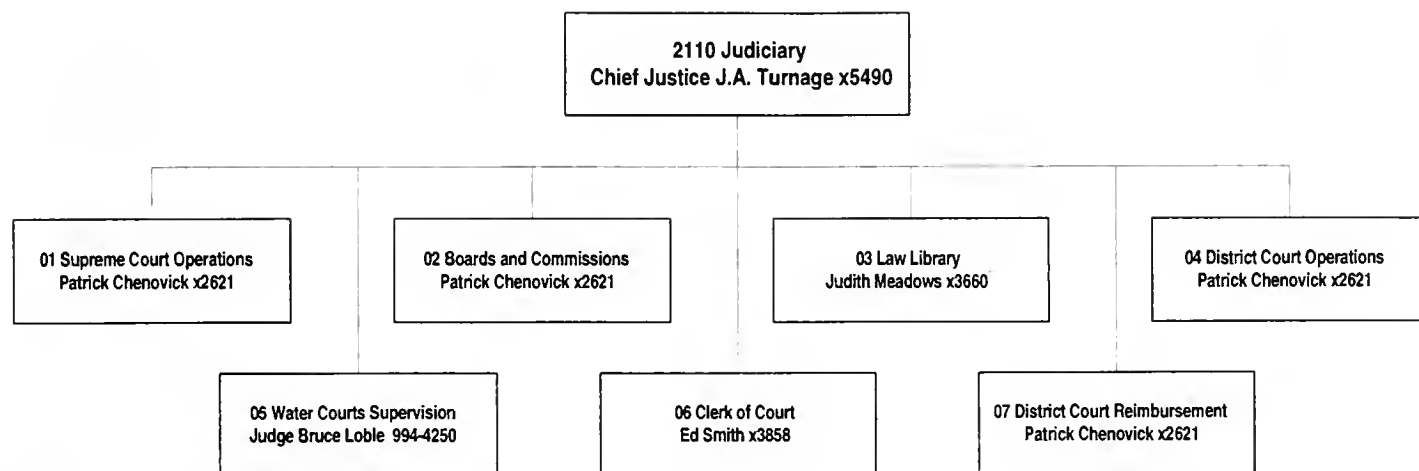 2110 Judiciary
Chief Justice J.A. Turnage x5490
01 Supreme Court Operations
Patrick Chenovick x2621
02 Boards and Commissions
Patrick Chenovick x2621
03 Law Library
Judith Meadows x3660
04 District Court Operations
Patrick Chenovick x2621
05 Water Courts Supervision
Judge Bruce Loble 994-4250
06 Clerk of Court
Ed Smith x3858
07 District Court Reimbursement
Patrick Chenovick x2621